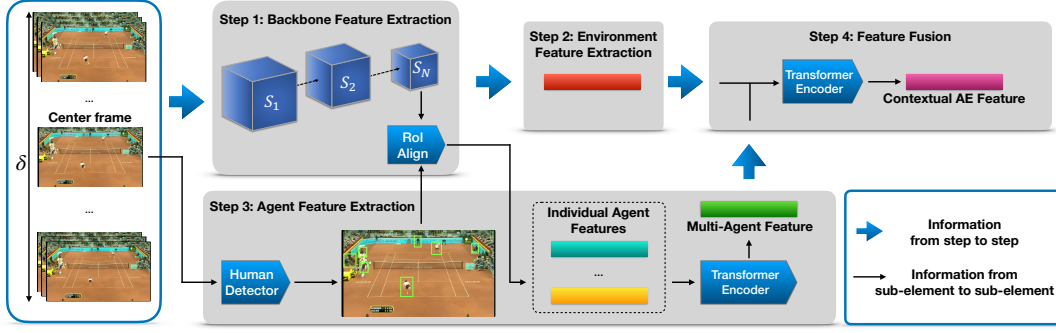 δ
...
Center frame
...
Step 1: Backbone Feature Extraction
S₁
S₂
S_N
RoI
Align
Step 2: Environment
Feature Extraction
Step 4: Feature Fusion
Transformer
Encoder
Contextual AE Feature
Step 3: Agent Feature Extraction
Human
Detector
Individual Agent
Features
...
Multi-Agent Feature
Transformer
Encoder
Information
from step to step
Information from
sub-element to sub-element